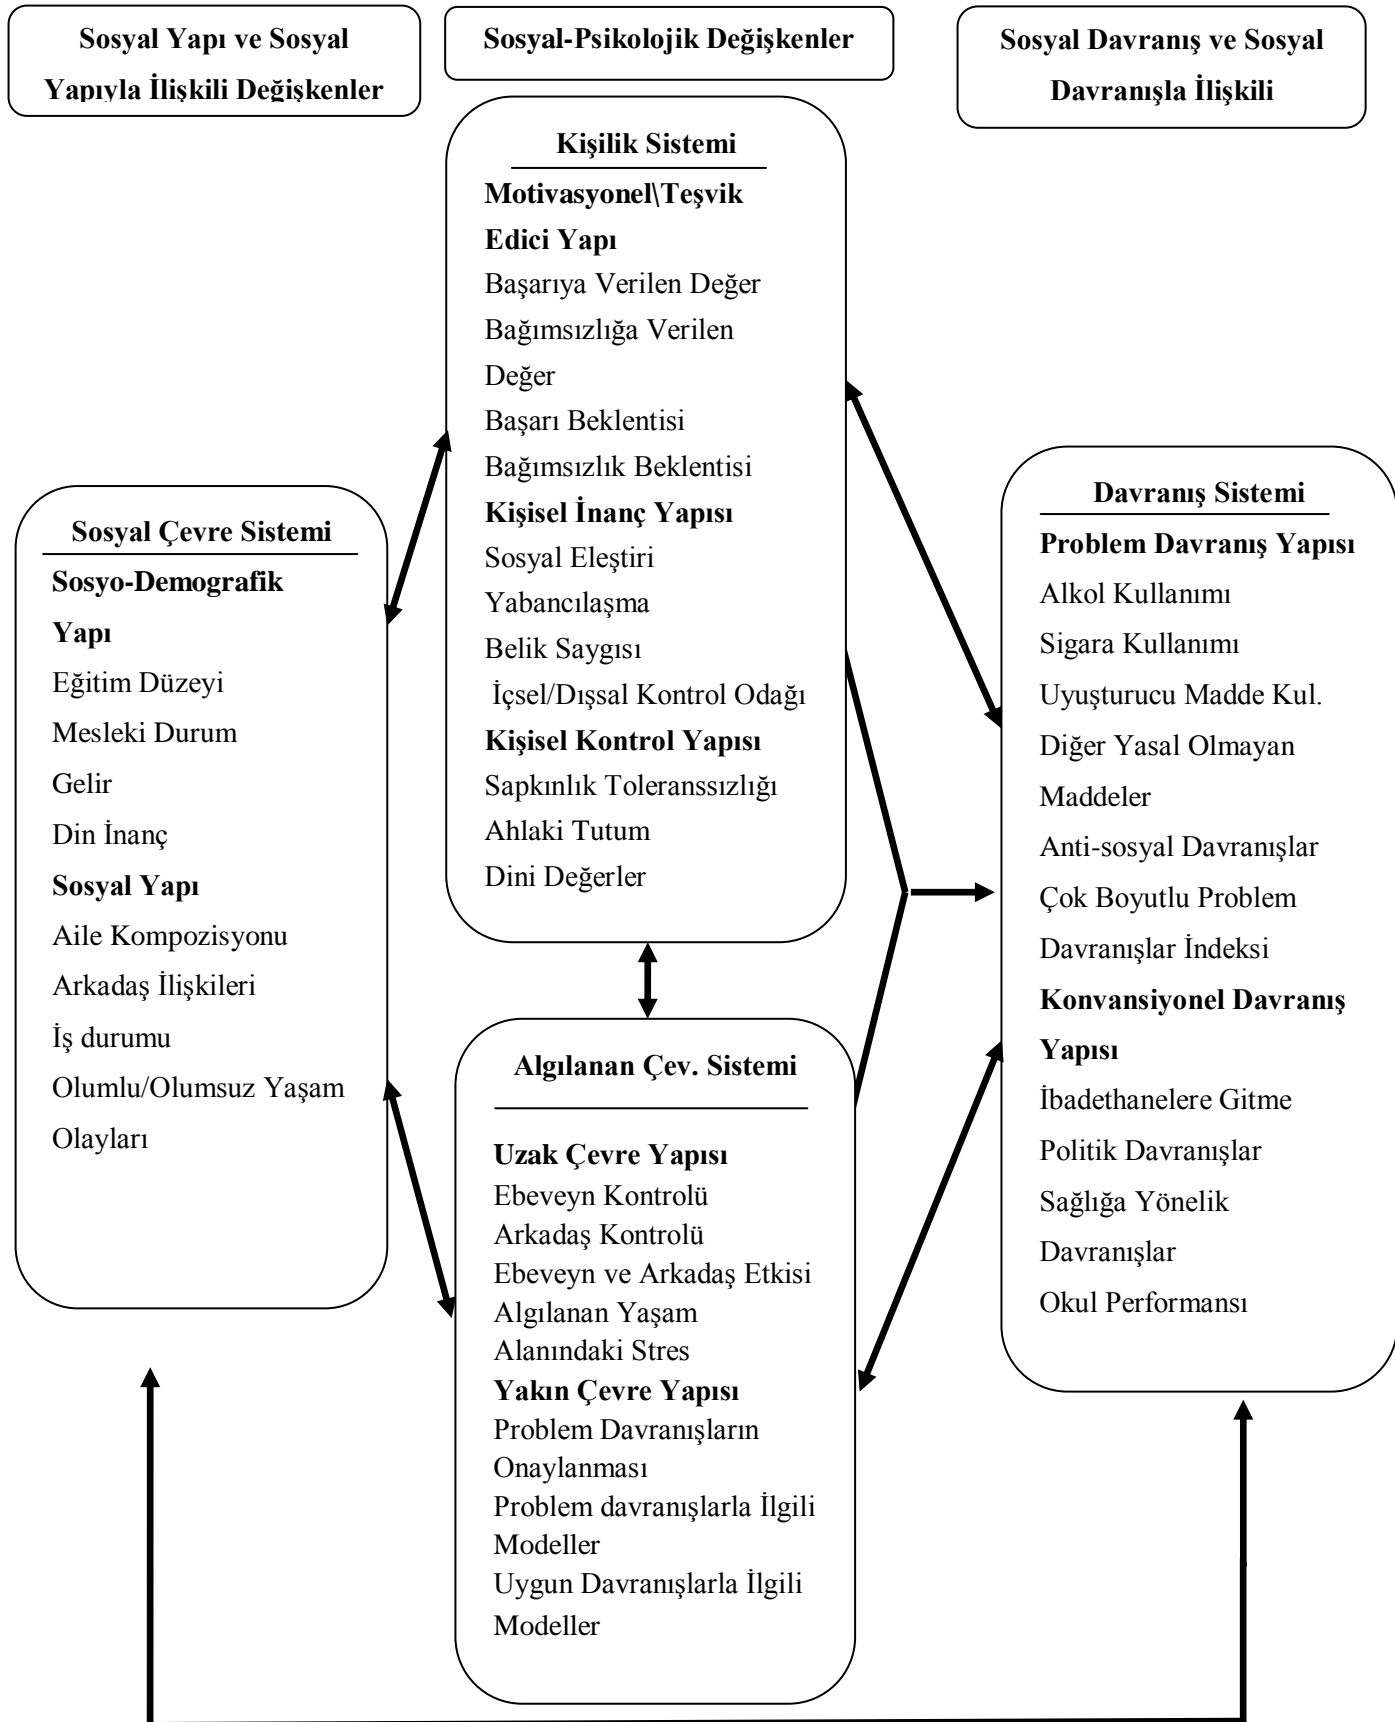 Sosyal Yapı ve Sosyal
Yapıyla İlişkili Değişkenler
Sosyal-Psikolojik Değişkenler
Sosyal Davranış ve Sosyal
Davranışla İlişkili
Kişilik Sistemi
Motivasyonel\Teşvik
Edici Yapı
Başarıya Verilen Değer
Bağımsızlığa Verilen
Değer
Başarı Beklentisi
Bağımsızlık Beklentisi
Kişisel İnanç Yapısı
Sosyal Eleştiri
Yabancılaşma
Belik Saygısı
İçsel/Dışsal Kontrol Odağı
Kişisel Kontrol Yapısı
Sapkınlık Toleranssızlığı
Ahlaki Tutum
Dini Değerler
Sosyal Çevre Sistemi
Sosyo-Demografik
Yapı
Eğitim Düzeyi
Mesleki Durum
Gelir
Din İnanç
Sosyal Yapı
Aile Kompozisyonu
Arkadaş İlişkileri
İş durumu
Olumlu/Olumsuz Yaşam
Olayları
Algılanan Çev. Sistemi
Uzak Çevre Yapısı
Ebeveyn Kontrolü
Arkadaş Kontrolü
Ebeveyn ve Arkadaş Etkisi
Algılanan Yaşam
Alanındaki Stres
Yakın Çevre Yapısı
Problem Davranışların
Onaylanması
Problem davranışlarla İlgili
Modeller
Uygun Davranışlarla İlgili
Modeller
Davranış Sistemi
Problem Davranış Yapısı
Alkol Kullanımı
Sigara Kullanımı
Uyuşturucu Madde Kul.
Diğer Yasal Olmayan
Maddeler
Anti-sosyal Davranışlar
Çok Boyutlu Problem
Davranışlar İndeksi
Konvansiyonel Davranış
Yapısı
İbadethanelere Gitme
Politik Davranışlar
Sağlığa Yönelik
Davranışlar
Okul Performansı